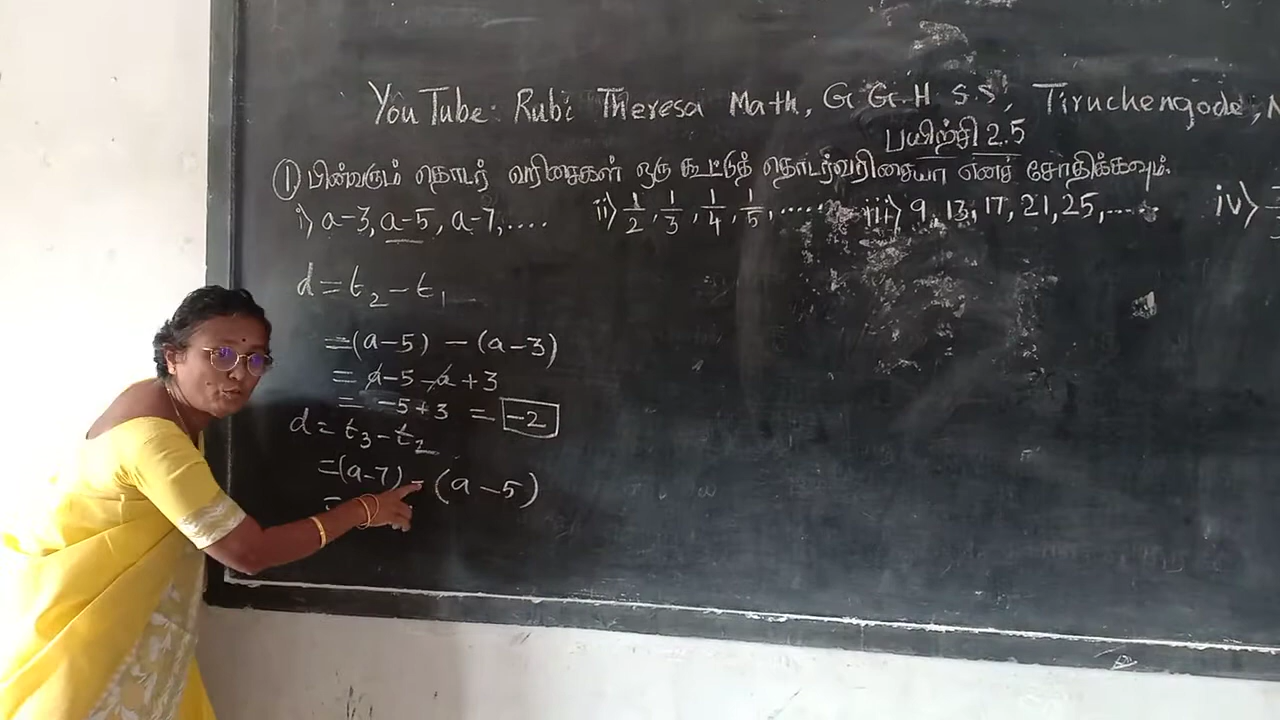 YouTube: Rubi Theresa Math, G.G.H.S.S, Tiruchengode,
பயிற்சி 2.5
① பின்வரும் தொடர் வரிசைகள் ஒரு கூட்டுத் தொடர்வரிசையா எனச் சோதிக்கவும்.
i) a-3, a-5, a-7,.... ii) 1/2, 1/3, 1/4, 1/5,..... iii) 9, 13, 17, 21, 25,..... iv)
d = t₂ - t₁
= (a-5) - (a-3)
= a-5-a+3
= -5+3 = -2
d = t₃ - t₂
= (a-7) - (a-5)
=